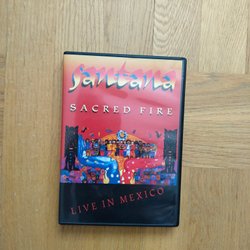 santana
SACRED FIRE
LIVE IN MEXICO